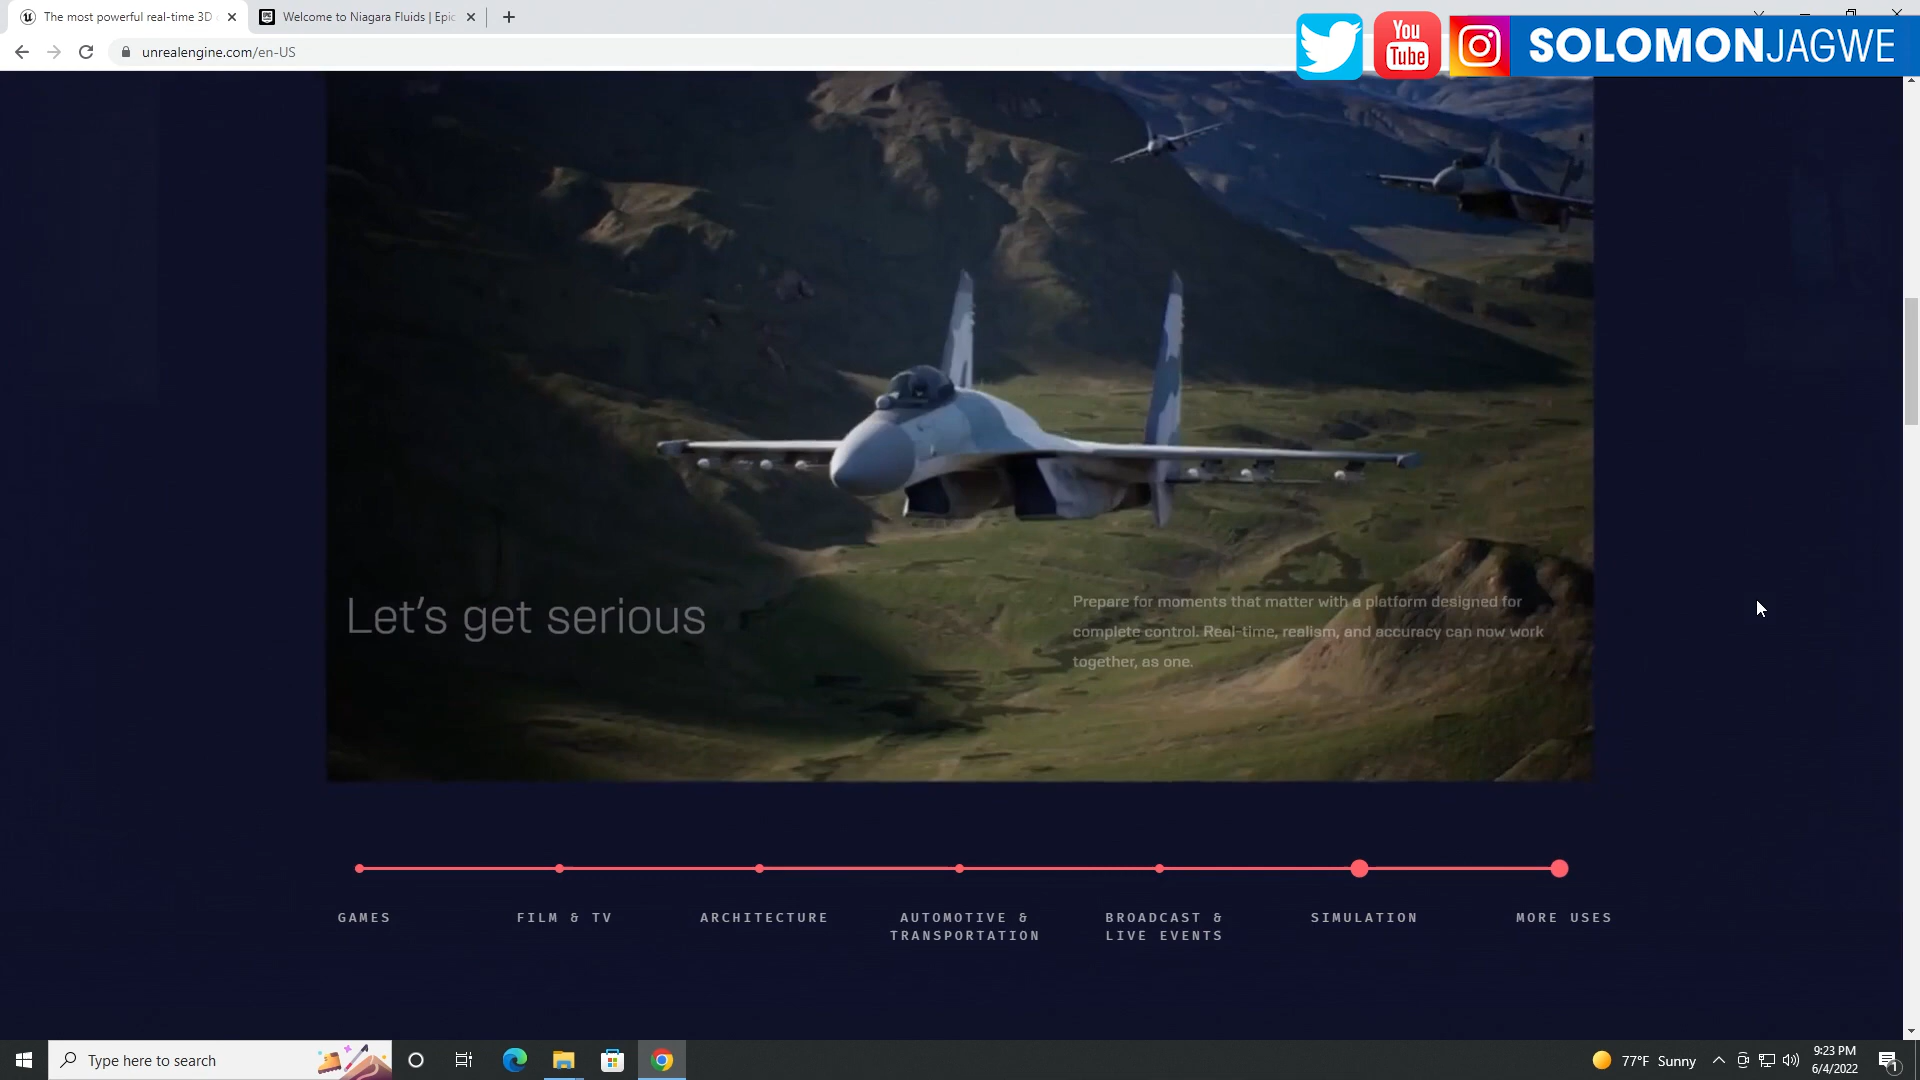 The most powerful real-time 3D
Welcome to Niagara Fluids | Epic
unrealengine.com/en-US
You
Tube
SOLOMONJAGWE
Let's get serious
Prepare for moments that matter with a platform designed for
complete control. Real-time, realism, and accuracy can now work
together, as one.
GAMES
FILM & TV
ARCHITECTURE
AUTOMOTIVE &
TRANSPORTATION
BROADCAST &
LIVE EVENTS
SIMULATION
MORE USES
Type here to search
77°F Sunny
9:23 PM
6/4/2022
1